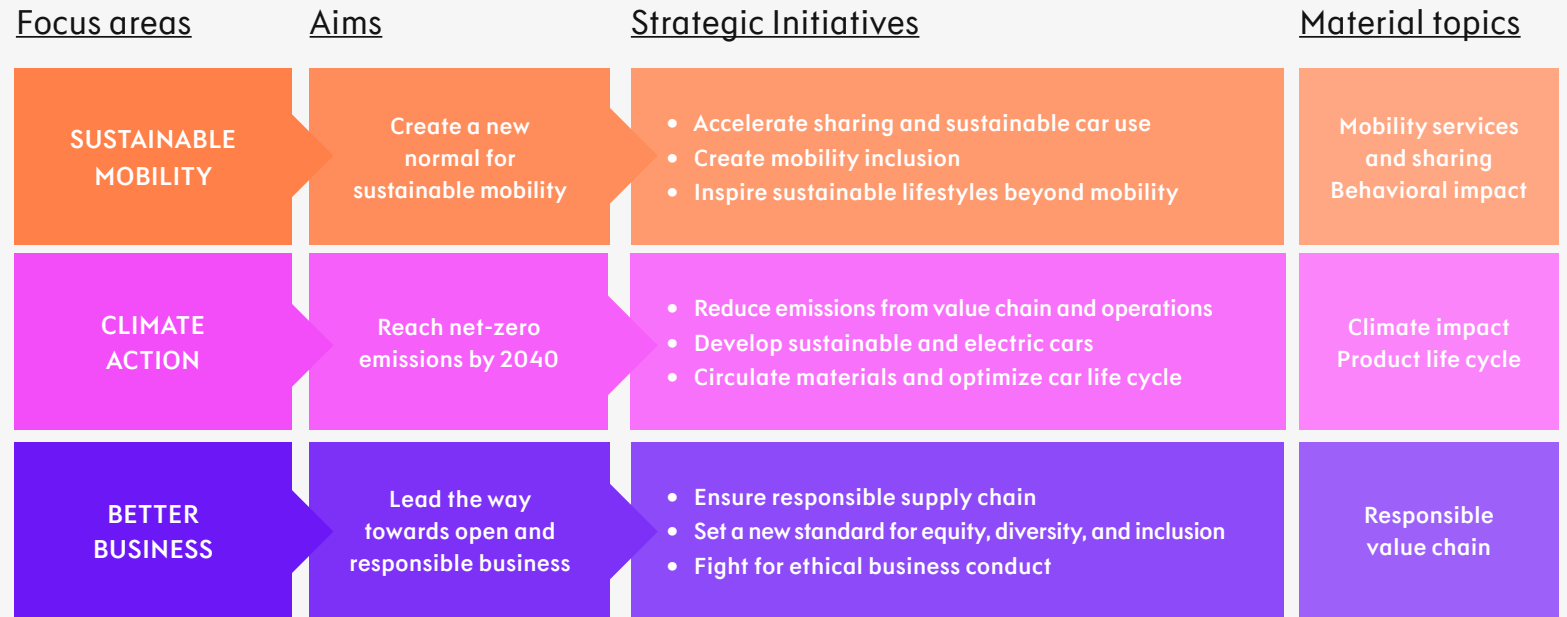 Focus areas
Aims
Strategic Initiatives
Material topics
SUSTAINABLE
MOBILITY
Create a new
normal for
sustainable mobility
• Accelerate sharing and sustainable car use
• Create mobility inclusion
• Inspire sustainable lifestyles beyond mobility
Mobility services
and sharing
Behavioral impact
CLIMATE
ACTION
Reach net-zero
emissions by 2040
• Reduce emissions from value chain and operations
• Develop sustainable and electric cars
• Circulate materials and optimize car life cycle
Climate impact
Product life cycle
BETTER
BUSINESS
Lead the way
towards open and
responsible business
• Ensure responsible supply chain
• Set a new standard for equity, diversity, and inclusion
• Fight for ethical business conduct
Responsible
value chain